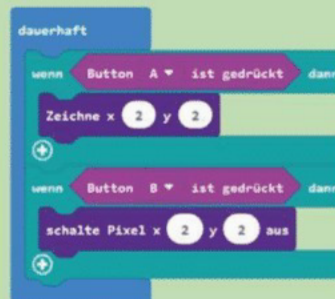 dauerhaft
wenn Button A ist gedrückt dann
Zeichne x 2 y 2
wenn Button B ist gedrückt dann
schalte Pixel x 2 y 2 aus